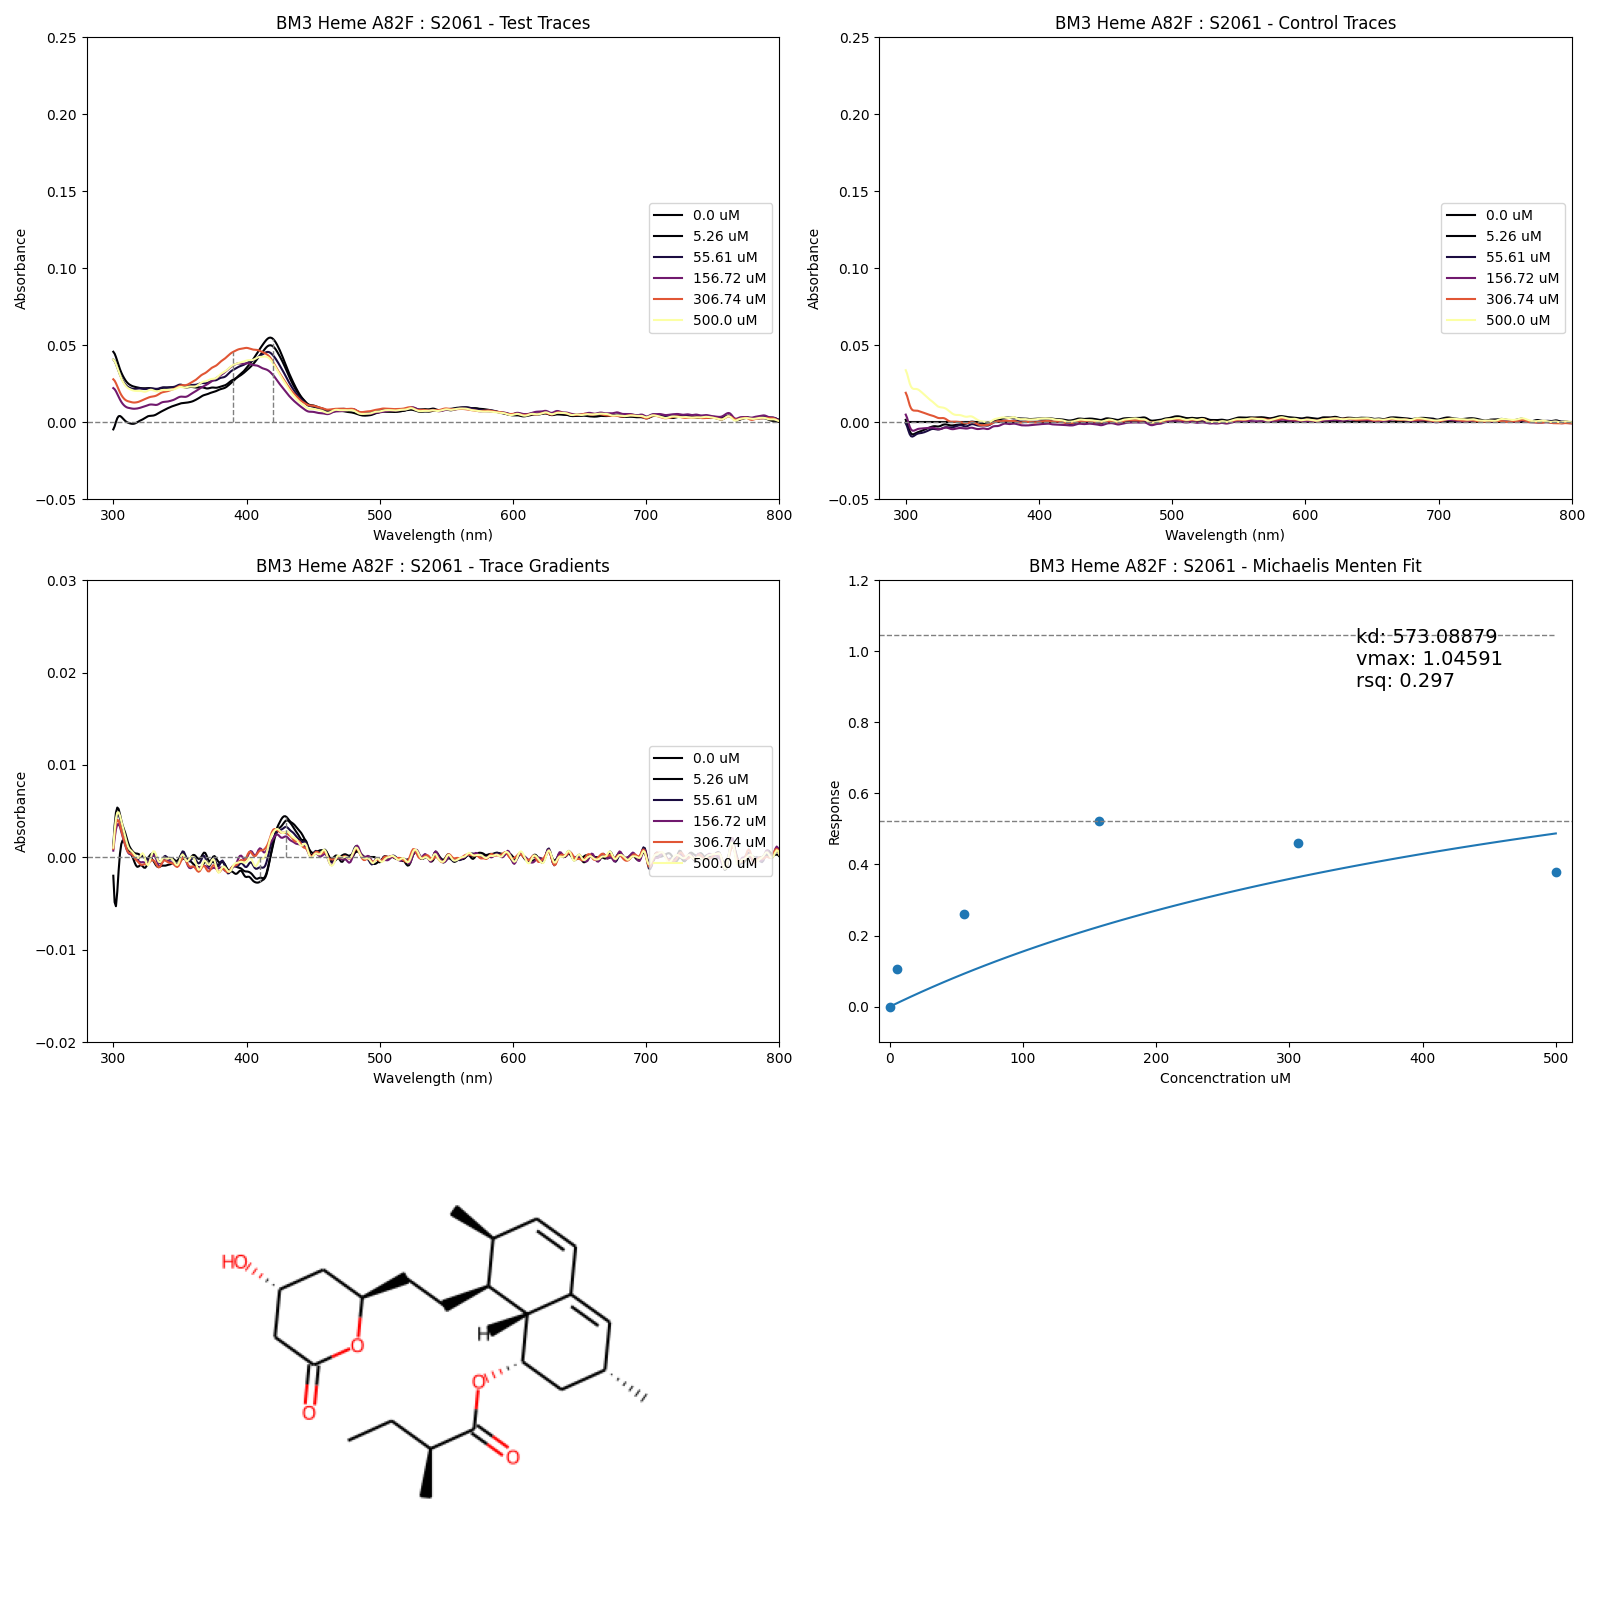 BM3 Heme A82F : S2061 - Test Traces
0.25
0.20
0.15
0.10
0.05
0.00
−0.05
Absorbance
300 400 500 600 700 800
Wavelength (nm)
0.0 uM
5.26 uM
55.61 uM
156.72 uM
306.74 uM
500.0 uM
BM3 Heme A82F : S2061 - Control Traces
0.25
0.20
0.15
0.10
0.05
0.00
−0.05
Absorbance
300 400 500 600 700 800
Wavelength (nm)
0.0 uM
5.26 uM
55.61 uM
156.72 uM
306.74 uM
500.0 uM
BM3 Heme A82F : S2061 - Trace Gradients
0.03
0.02
0.01
0.00
−0.01
−0.02
Absorbance
300 400 500 600 700 800
Wavelength (nm)
0.0 uM
5.26 uM
55.61 uM
156.72 uM
306.74 uM
500.0 uM
BM3 Heme A82F : S2061 - Michaelis Menten Fit
1.2
1.0
0.8
0.6
0.4
0.2
0.0
Response
kd: 573.08879
vmax: 1.04591
rsq: 0.297
0 100 200 300 400 500
Concenctration uM
HO
H
O
O
O
O